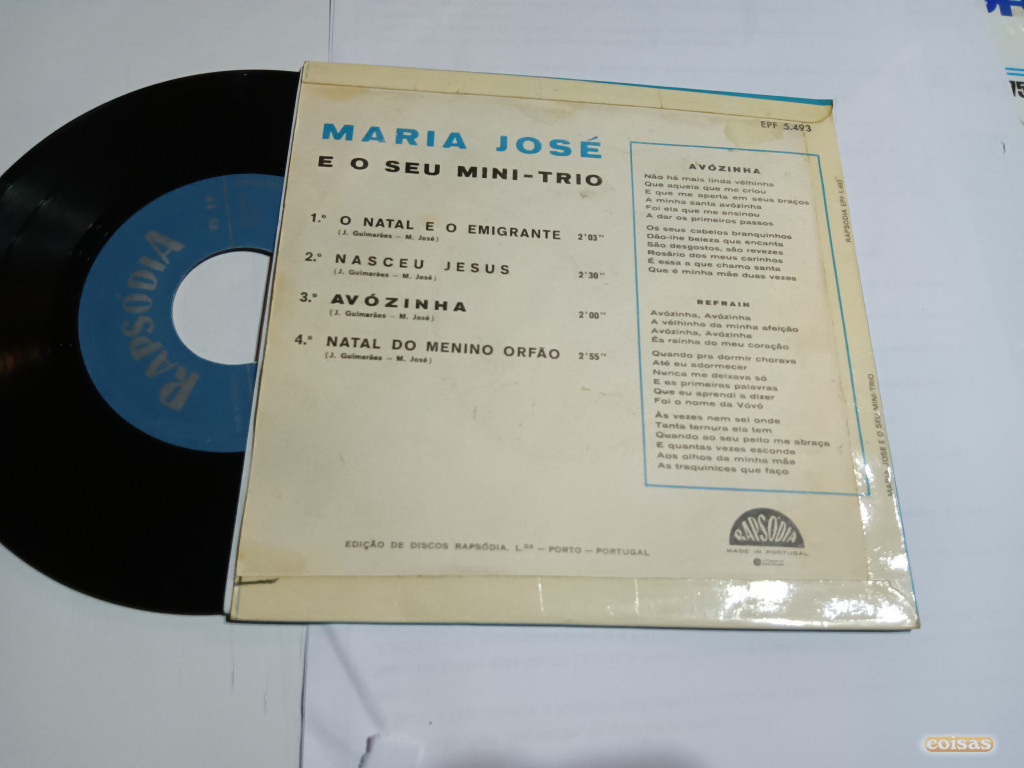 EPF 5.493
MARIA JOSÉ
E O SEU MINI-TRIO
1.º O NATAL E O EMIGRANTE 2'03"
(J. Guimarães — M. José)
2.º NASCEU JESUS 2'30"
(J. Guimarães — M. José)
3.º AVÓZINHA 2'00"
(J. Guimarães — M. José)
4.º NATAL DO MENINO ORFÃO 2'55"
(J. Guimarães — M. José)
AVÓZINHA
Não há mais linda vèlhinha
Que aquela que me criou
E que me aperta em seus braços
A minha santa avózinha
Foi ela que me ensinou
A dar os primeiros passos
Os seus cabelos branquinhos
Dão-lhe beleza que encanta
São desgostos, são revezes
Rosário dos meus carinhos
É essa a que chamo santa
Que é minha mãe duas vezes
REFRAIN
Avózinha, Avózinha
A vèlhinha da minha afeição
Avózinha, Avózinha
És rainha do meu coração
Quando pra dormir chorava
Até eu adormecer
Nunca me deixava só
E as primeiras palavras
Que eu aprendi a dizer
Foi o nome da Vóvó
Às vezes nem sei onde
Tanta ternura ela tem
Quando ao seu peito me abraça
E quantas vezes esconde
Aos olhos da minha mãe
As traquinices que faço
RAPSÓDIA EPF 5.493
MARIA JOSÉ E O SEU MINI-TRIO
RAPSÓDIA
MADE IN PORTUGAL
EDIÇÃO DE DISCOS RAPSÓDIA, L.da — PORTO — PORTUGAL
RAPSÓDIA
coisas